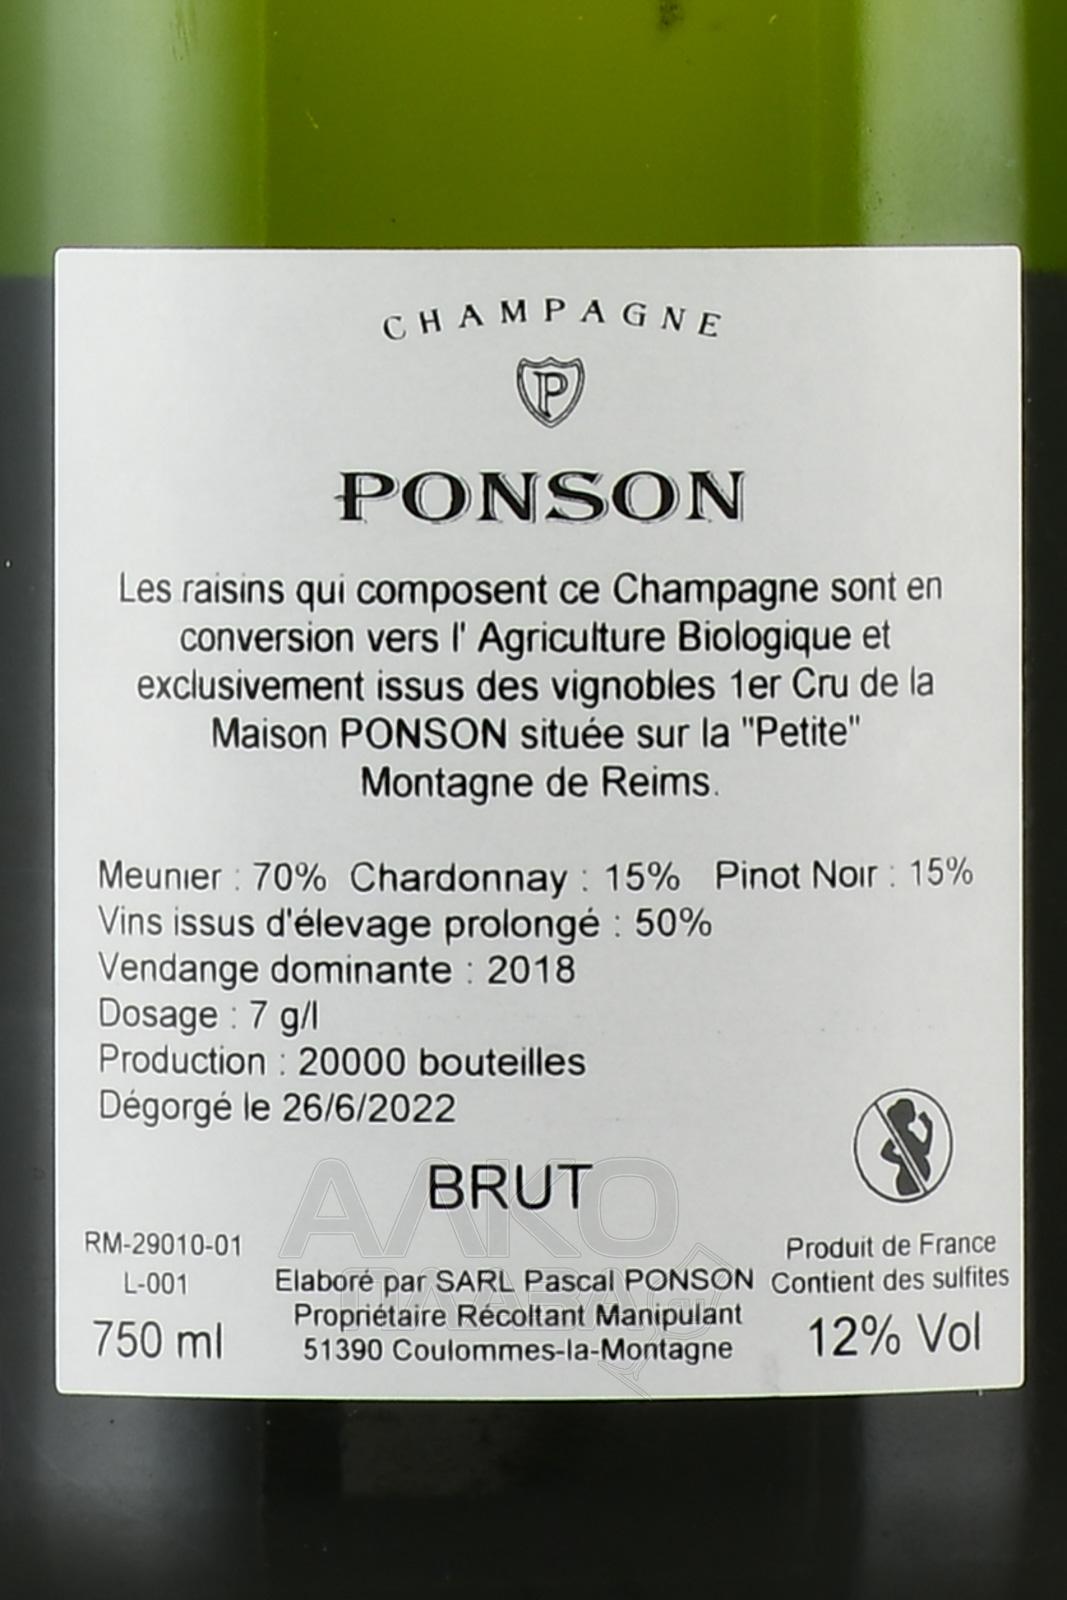 CHAMPAGNE
P
PONSON
Les raisins qui composent ce Champagne sont en
conversion vers l' Agriculture Biologique et
exclusivement issus des vignobles 1er Cru de la
Maison PONSON située sur la "Petite"
Montagne de Reims.
Meunier : 70% Chardonnay : 15% Pinot Noir : 15%
Vins issus d'élevage prolongé : 50%
Vendange dominante : 2018
Dosage : 7 g/l
Production : 20000 bouteilles
Dégorgé le 26/6/2022
BRUT
RM-29010-01
L-001
750 ml
Elaboré par SARL Pascal PONSON
Propriétaire Récoltant Manipulant
51390 Coulommes-la-Montagne
Produit de France
Contient des sulfites
12% Vol